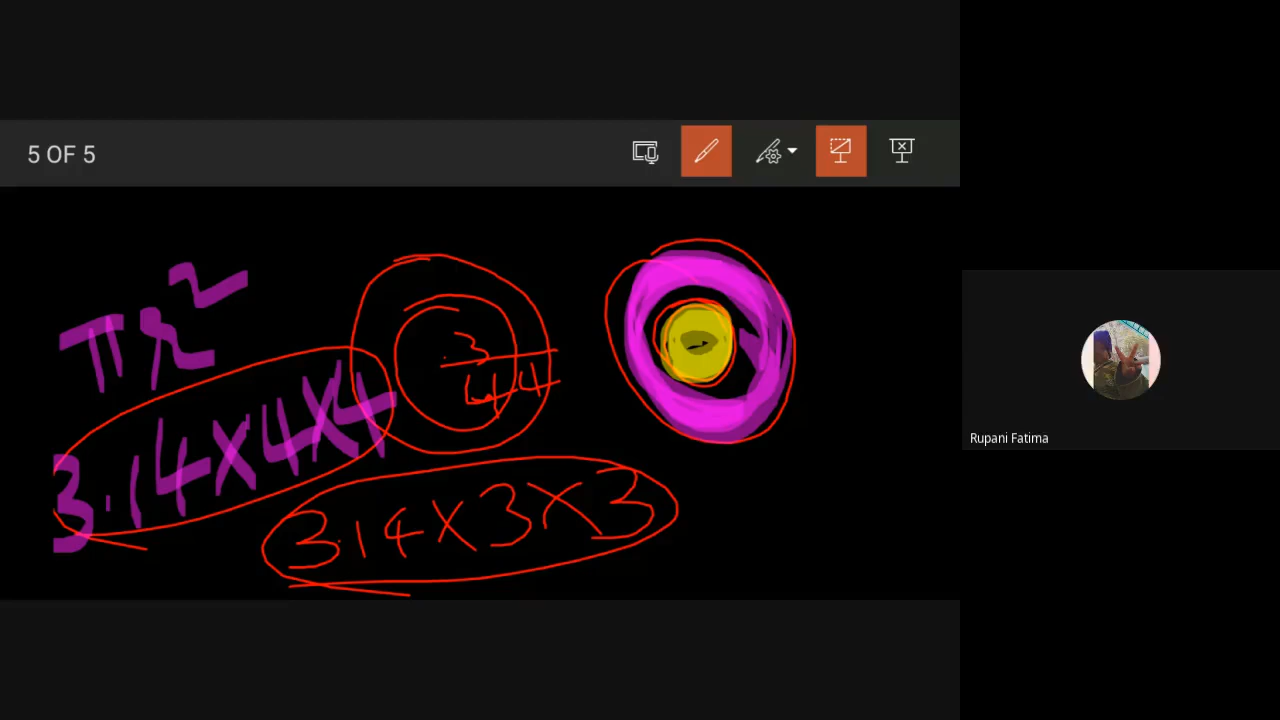 5 OF 5
πr²
3
4 4
3.14×4×4
3.14×3×3
Rupani Fatima